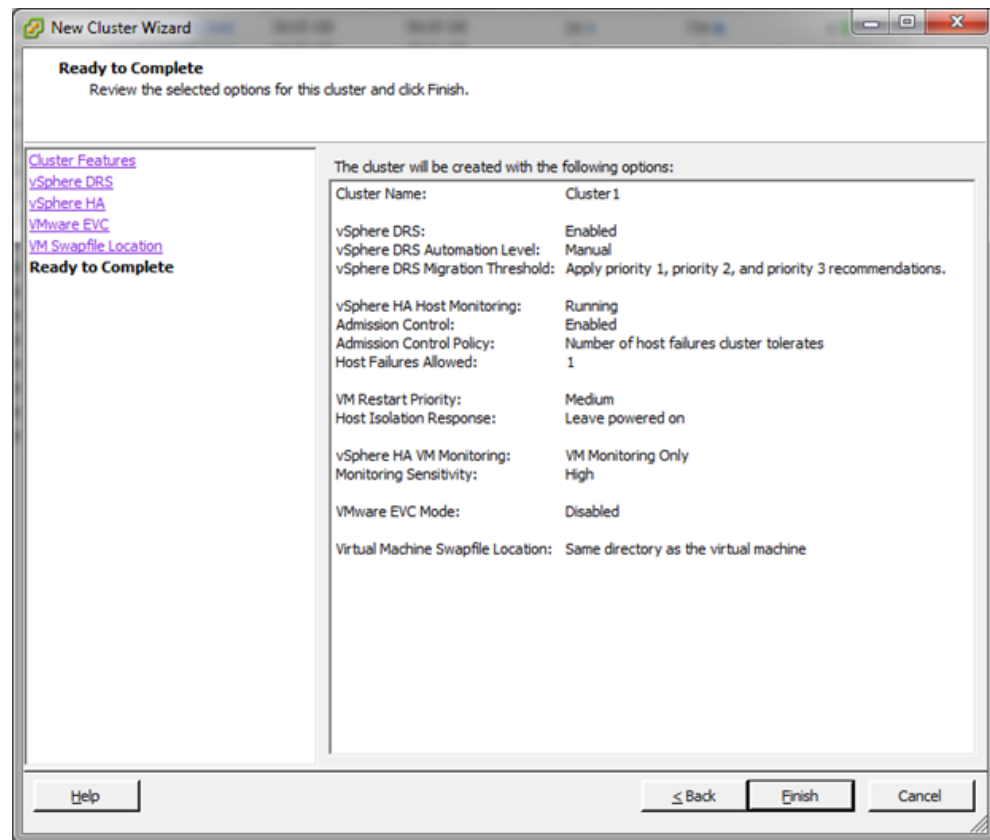 New Cluster Wizard
Ready to Complete
Review the selected options for this cluster and click Finish.
Cluster Features
vSphere DRS
vSphere HA
VMware EVC
VM Swapfile Location
Ready to Complete
The cluster will be created with the following options:
Cluster Name: Cluster1
vSphere DRS: Enabled
vSphere DRS Automation Level: Manual
vSphere DRS Migration Threshold: Apply priority 1, priority 2, and priority 3 recommendations.
vSphere HA Host Monitoring: Running
Admission Control: Enabled
Admission Control Policy: Number of host failures cluster tolerates
Host Failures Allowed: 1
VM Restart Priority: Medium
Host Isolation Response: Leave powered on
vSphere HA VM Monitoring: VM Monitoring Only
Monitoring Sensitivity: High
VMware EVC Mode: Disabled
Virtual Machine Swapfile Location: Same directory as the virtual machine
Help
< Back
Finish
Cancel